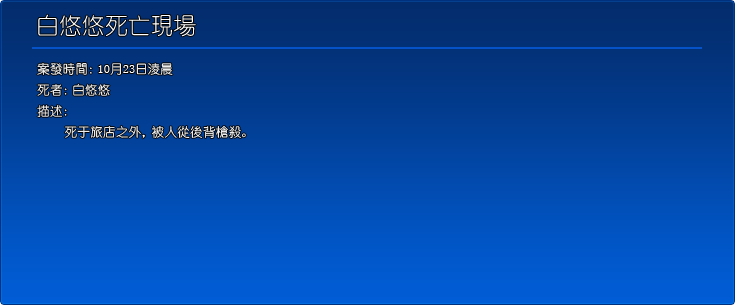 白悠悠死亡現場
案發時間: 10月23日淩晨
死者: 白悠悠
描述:
死于旅店之外, 被人從後背槍殺。